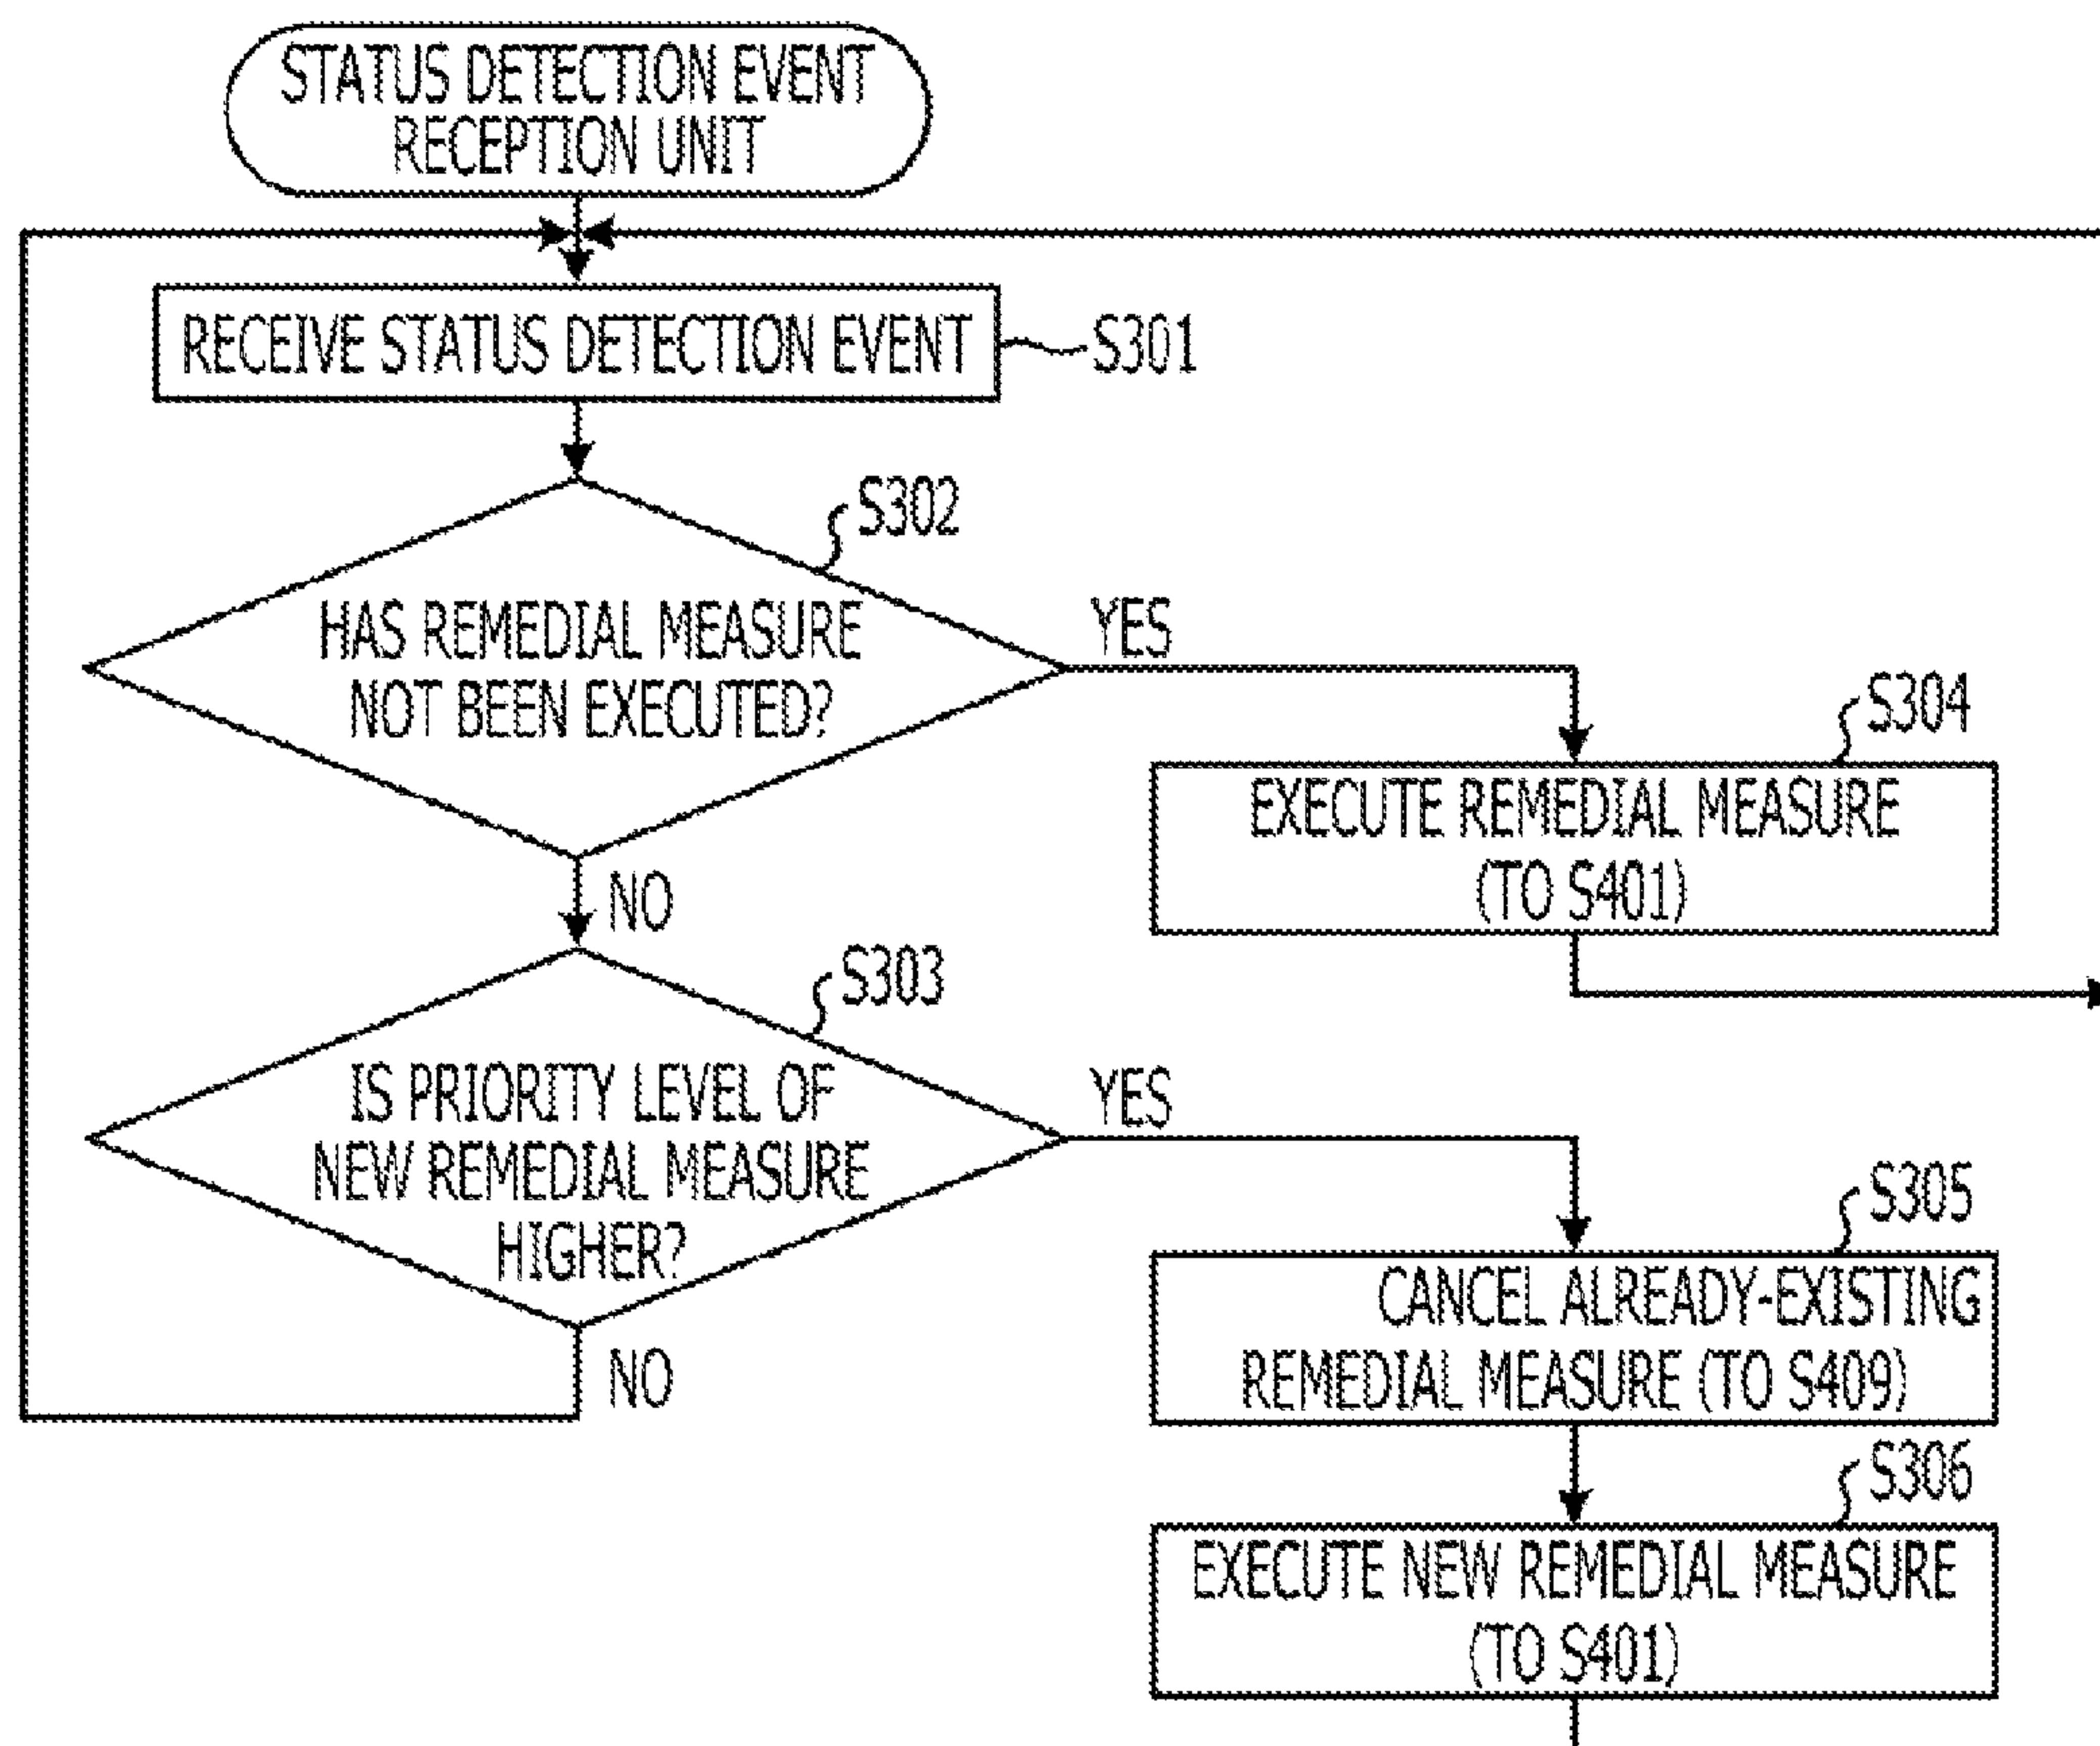 STATUS DETECTION EVENT
RECEPTION UNIT
RECEIVE STATUS DETECTION EVENT
S301
S302
HAS REMEDIAL MEASURE
NOT BEEN EXECUTED?
YES
S304
EXECUTE REMEDIAL MEASURE
(TO S401)
NO
S303
IS PRIORITY LEVEL OF
NEW REMEDIAL MEASURE
HIGHER?
YES
NO
S305
CANCEL ALREADY-EXISTING
REMEDIAL MEASURE (TO S409)
S306
EXECUTE NEW REMEDIAL MEASURE
(TO S401)